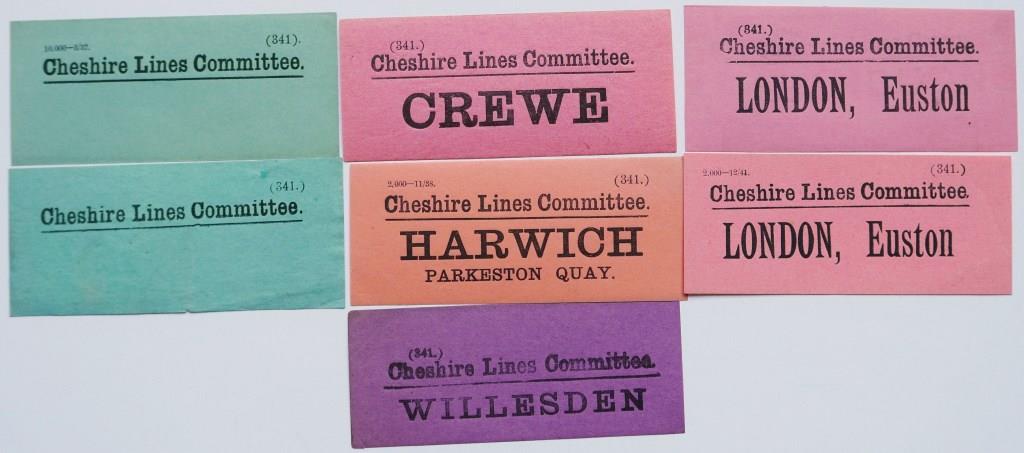 10,000—3/32. (341).
Cheshire Lines Committee.
(341.)
Cheshire Lines Committee.
CREWE
(341.)
Cheshire Lines Committee.
LONDON, Euston
(341.)
Cheshire Lines Committee.
2,000—11/38. (341.)
Cheshire Lines Committee.
HARWICH
PARKESTON QUAY.
2,000—12/41. (341.)
Cheshire Lines Committee.
LONDON, Euston
(341.)
Cheshire Lines Committee.
WILLESDEN